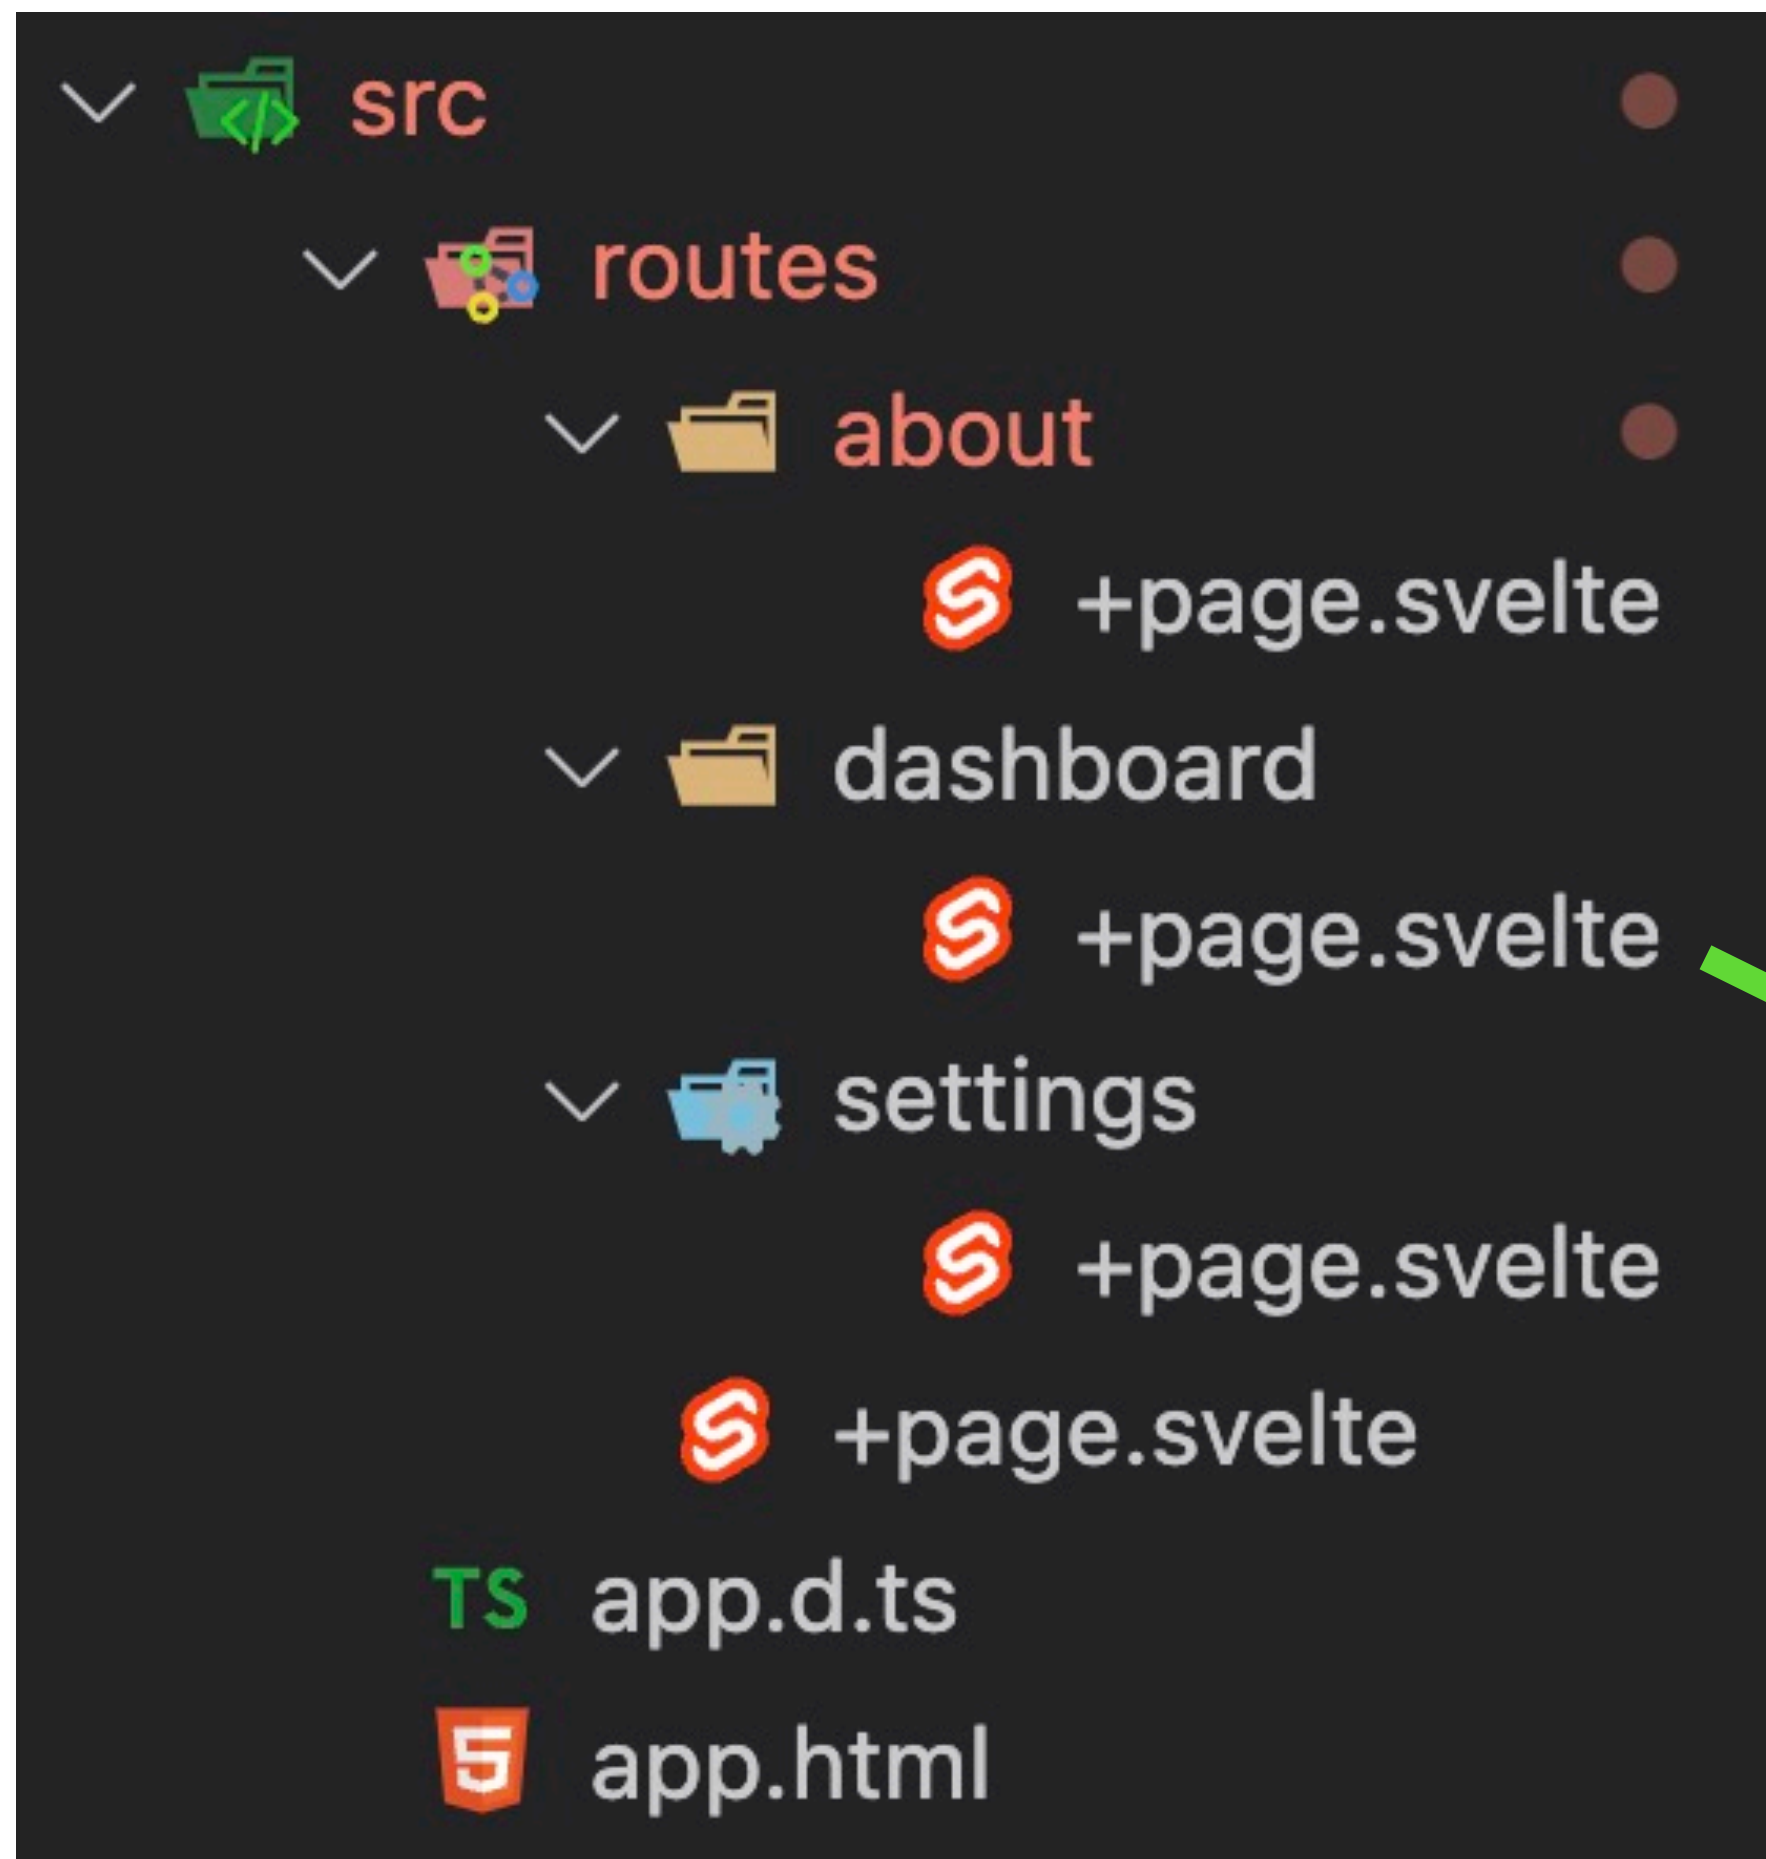 src
routes
about
+page.svelte
dashboard
+page.svelte
settings
+page.svelte
+page.svelte
TS app.d.ts
app.html